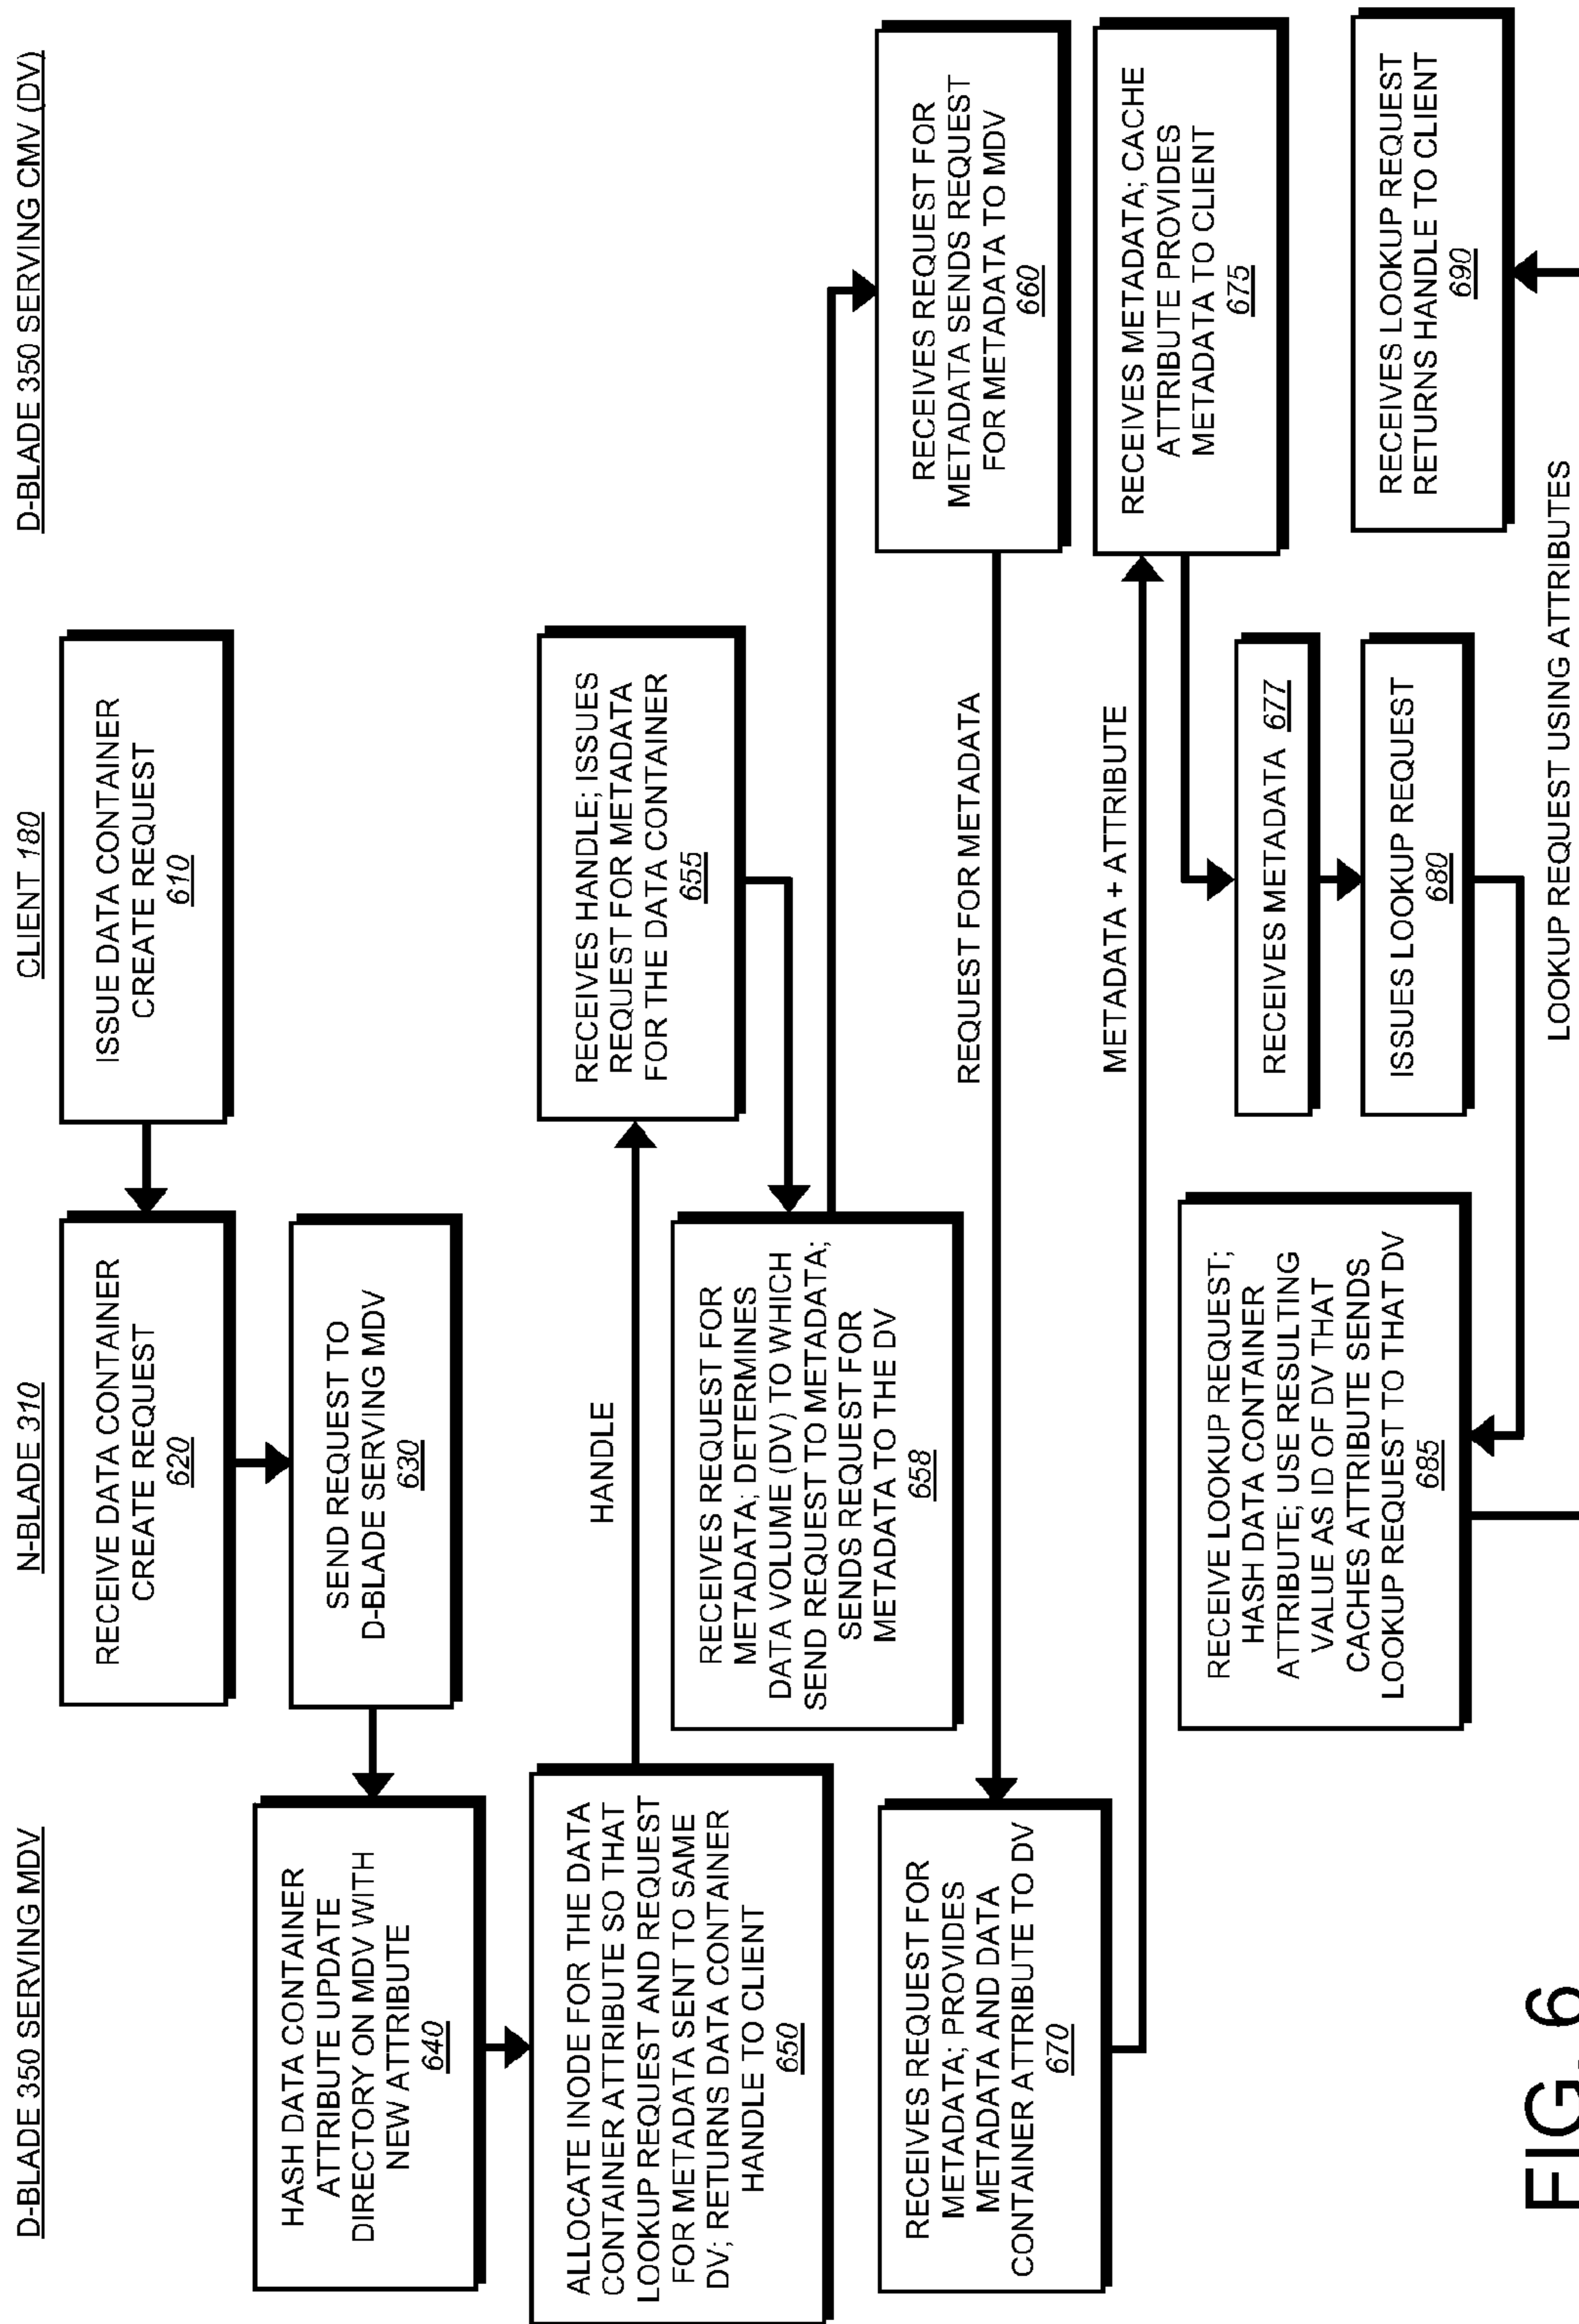 D-BLADE 350 SERVING MDV
N-BLADE 310
CLIENT 180
D-BLADE 350 SERVING CMV (DV)
ISSUE DATA CONTAINER
CREATE REQUEST
610
RECEIVE DATA CONTAINER
CREATE REQUEST
620
SEND REQUEST TO
D-BLADE SERVING MDV
630
HASH DATA CONTAINER
ATTRIBUTE UPDATE
DIRECTORY ON MDV WITH
NEW ATTRIBUTE
640
ALLOCATE INODE FOR THE DATA
CONTAINER ATTRIBUTE SO THAT
LOOKUP REQUEST AND REQUEST
FOR METADATA SENT TO SAME
DV; RETURNS DATA CONTAINER
HANDLE TO CLIENT
650
HANDLE
RECEIVES HANDLE; ISSUES
REQUEST FOR METADATA
FOR THE DATA CONTAINER
655
RECEIVES REQUEST FOR
METADATA; DETERMINES
DATA VOLUME (DV) TO WHICH
SEND REQUEST TO METADATA;
SENDS REQUEST FOR
METADATA TO THE DV
658
RECEIVES REQUEST FOR
METADATA SENDS REQUEST
FOR METADATA TO MDV
660
REQUEST FOR METADATA
RECEIVES REQUEST FOR
METADATA; PROVIDES
METADATA AND DATA
CONTAINER ATTRIBUTE TO DV
670
METADATA + ATTRIBUTE
RECEIVES METADATA; CACHE
ATTRIBUTE PROVIDES
METADATA TO CLIENT
675
RECEIVES METADATA 677
ISSUES LOOKUP REQUEST
680
RECEIVE LOOKUP REQUEST;
HASH DATA CONTAINER
ATTRIBUTE; USE RESULTING
VALUE AS ID OF DV THAT
CACHES ATTRIBUTE SENDS
LOOKUP REQUEST TO THAT DV
685
LOOKUP REQUEST USING ATTRIBUTES
RECEIVES LOOKUP REQUEST
RETURNS HANDLE TO CLIENT
690
FIG. 6